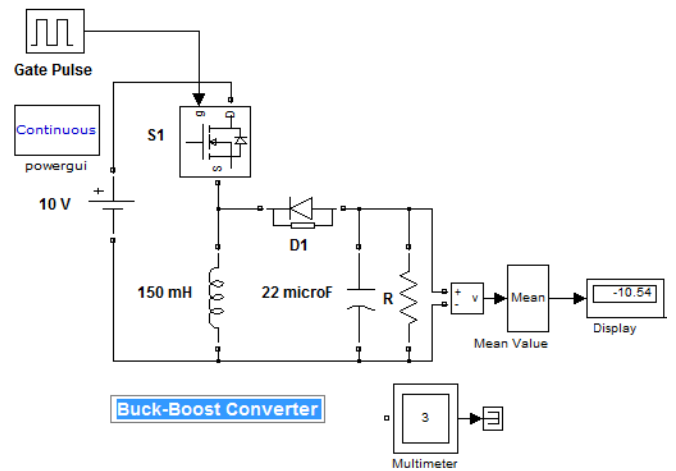 Gate Pulse
Continuous
powergui
g
D
S
S1
10 V
+
D1
150 mH
22 microF
R
+
-
v
Mean
Mean Value
-10.54
Display
Buck-Boost Converter
3
Multimeter